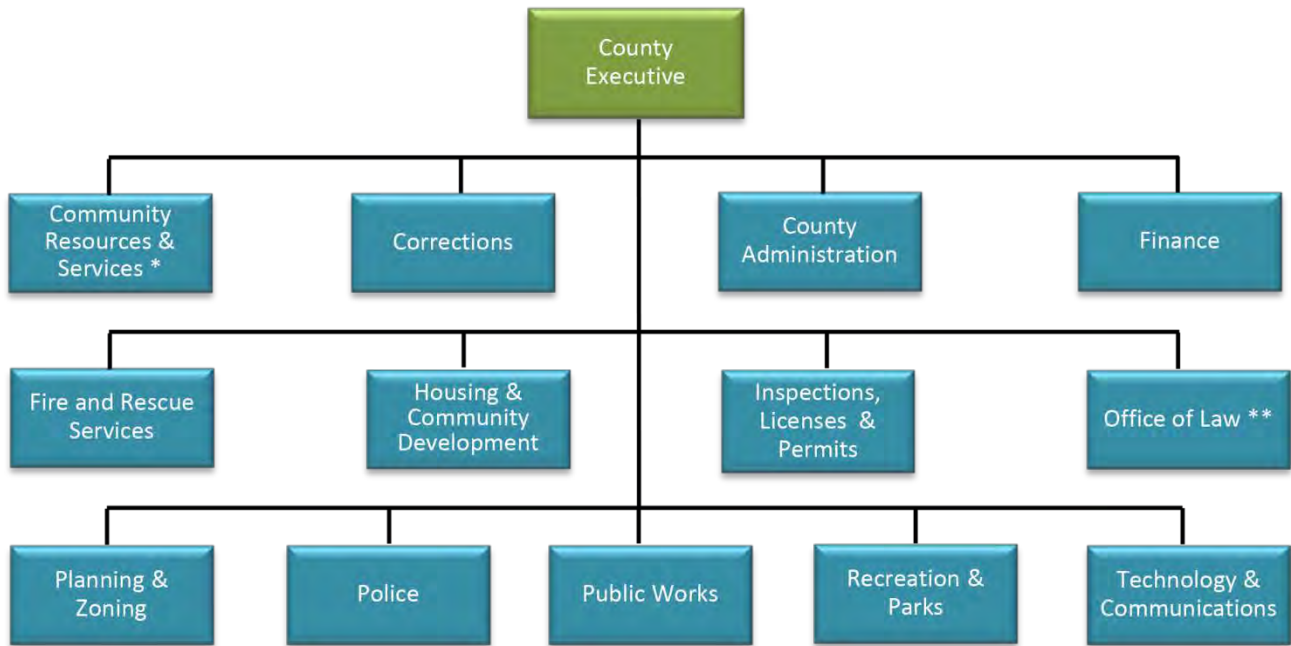 County
Executive
Community
Resources &
Services *
Corrections
County
Administration
Finance
Fire and Rescue
Services
Housing &
Community
Development
Inspections,
Licenses &
Permits
Office of Law **
Planning &
Zoning
Police
Public Works
Recreation &
Parks
Technology &
Communications